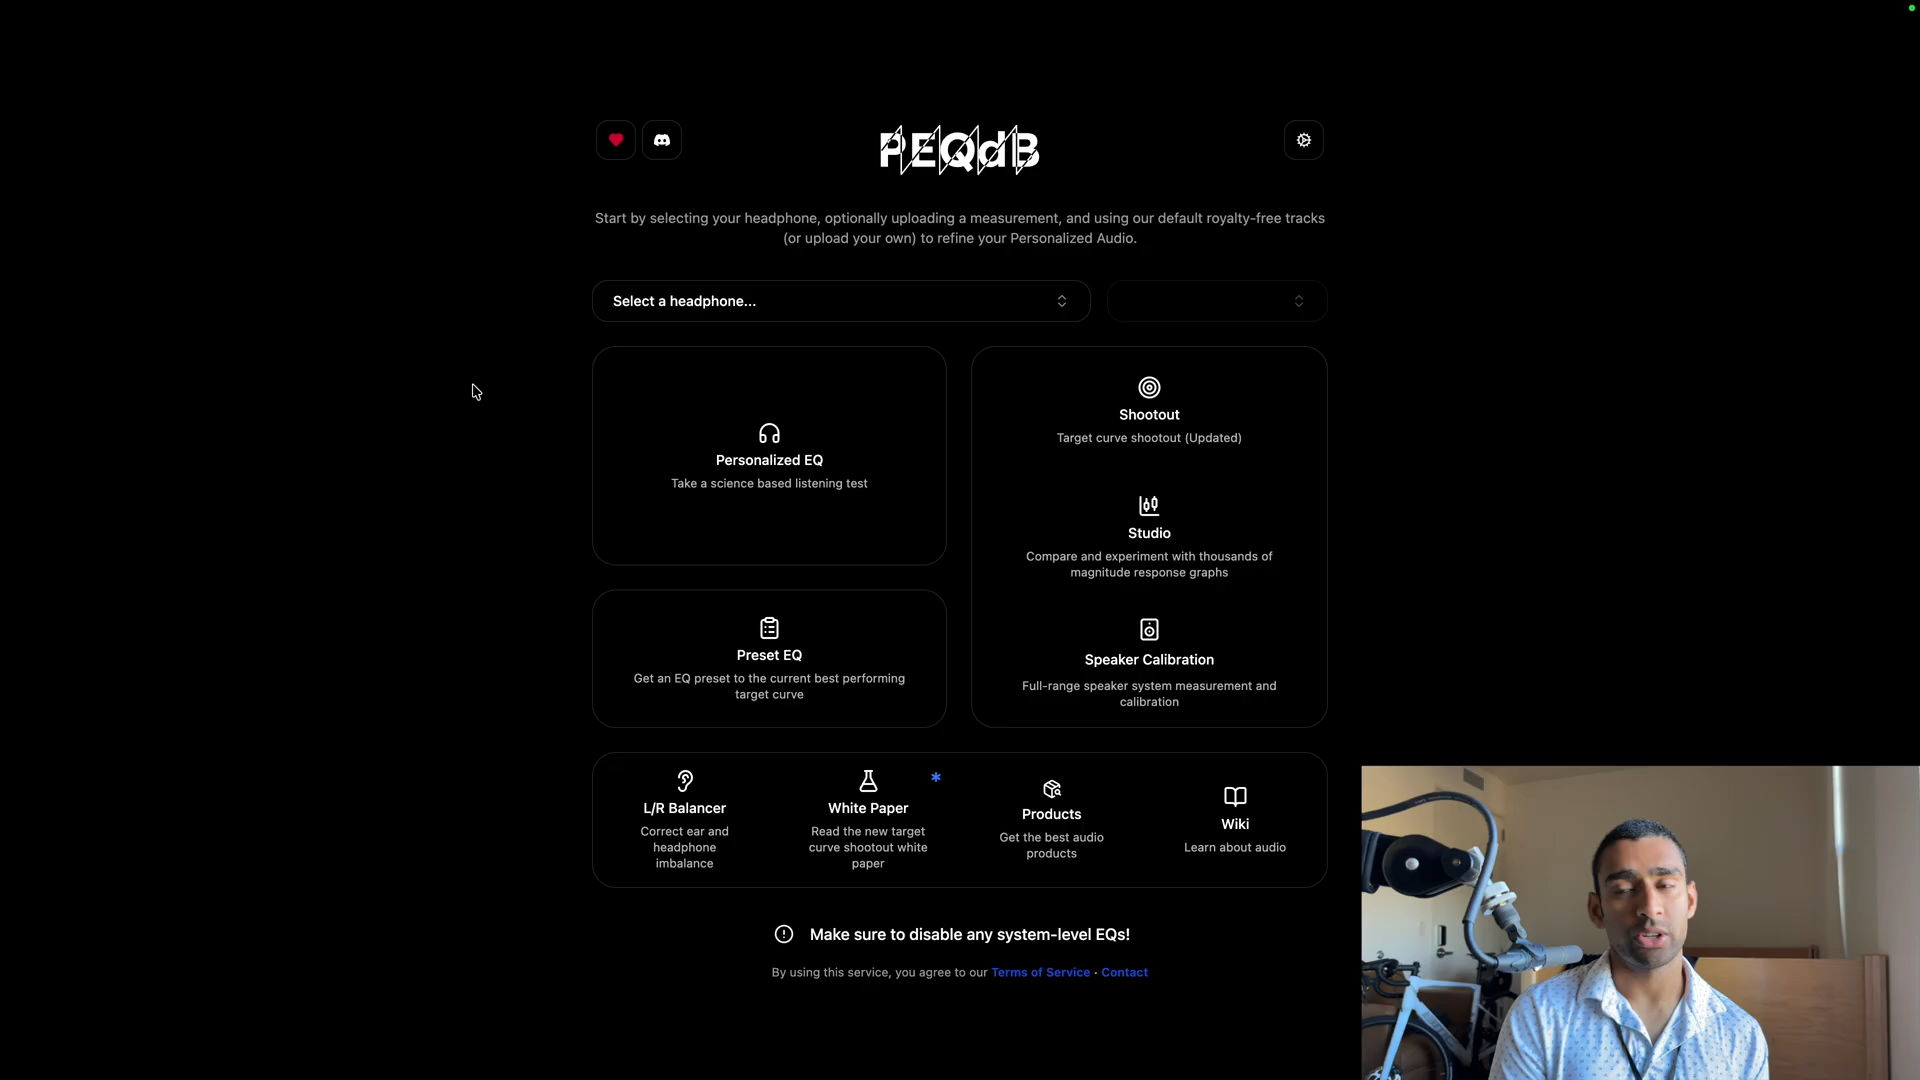 PEQdB
Start by selecting your headphone, optionally uploading a measurement, and using our default royalty-free tracks
(or upload your own) to refine your Personalized Audio.
Select a headphone...
Personalized EQ
Take a science based listening test
Shootout
Target curve shootout (Updated)
Studio
Compare and experiment with thousands of
magnitude response graphs
Preset EQ
Get an EQ preset to the current best performing
target curve
Speaker Calibration
Full-range speaker system measurement and
calibration
L/R Balancer
Correct ear and
headphone
imbalance
White Paper
Read the new target
curve shootout white
paper
Products
Get the best audio
products
Wiki
Learn about audio
Make sure to disable any system-level EQs!
By using this service, you agree to our Terms of Service · Contact